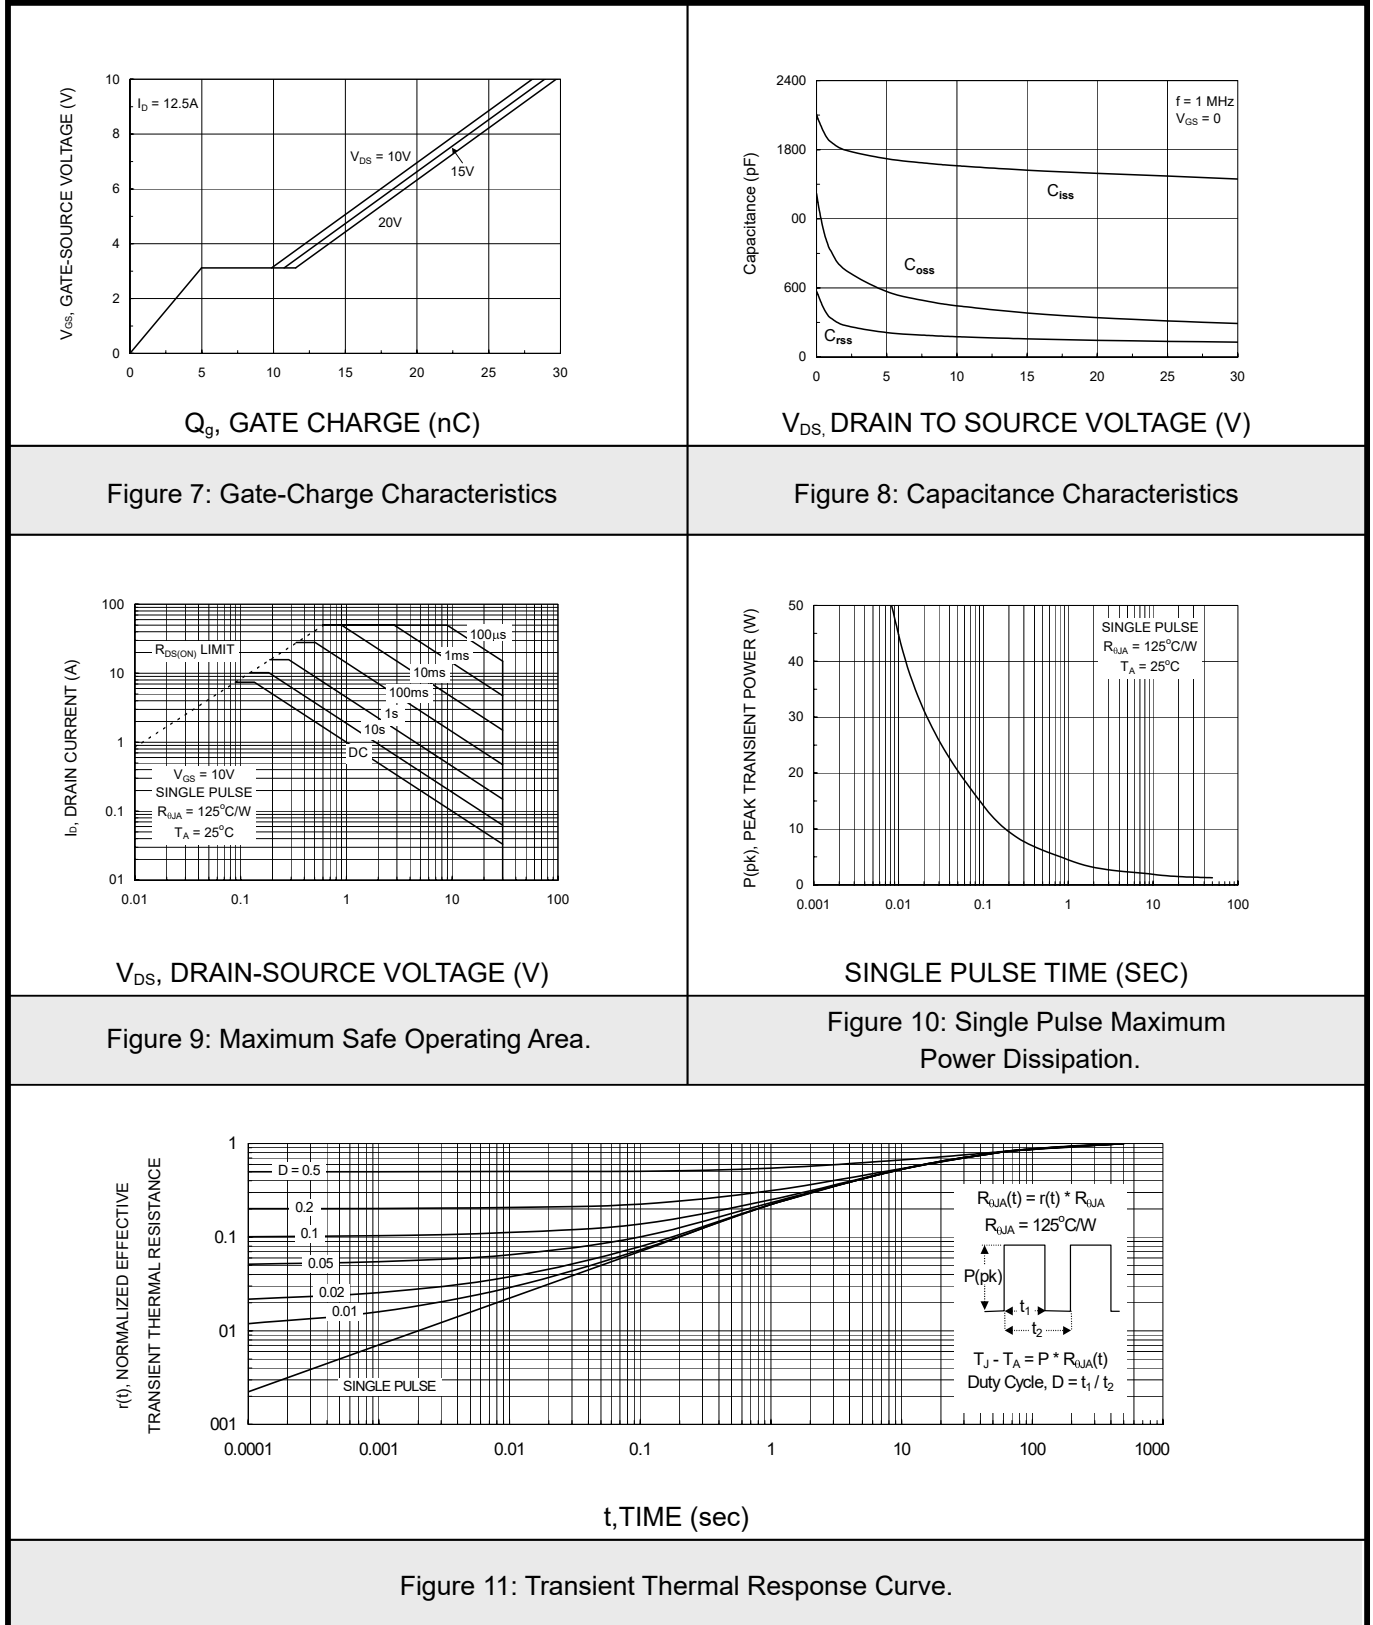 10
8
6
4
2
0
V_GS, GATE-SOURCE VOLTAGE (V)
I_D = 12.5A
V_DS = 10V
15V
20V
0 5 10 15 20 25 30
Q_g, GATE CHARGE (nC)
Figure 7: Gate-Charge Characteristics
2400
1800
00
600
0
Capacitance (pF)
f = 1 MHz
V_GS = 0
C_iss
C_oss
C_rss
0 5 10 15 20 25 30
V_DS, DRAIN TO SOURCE VOLTAGE (V)
Figure 8: Capacitance Characteristics
100
10
1
0.1
01
I_D, DRAIN CURRENT (A)
R_DS(ON) LIMIT
100µs
1ms
10ms
100ms
1s
10s
DC
V_GS = 10V
SINGLE PULSE
R_θJA = 125°C/W
T_A = 25°C
0.01 0.1 1 10 100
V_DS, DRAIN-SOURCE VOLTAGE (V)
Figure 9: Maximum Safe Operating Area.
50
40
30
20
10
0
P(pk), PEAK TRANSIENT POWER (W)
SINGLE PULSE
R_θJA = 125°C/W
T_A = 25°C
0.001 0.01 0.1 1 10 100
SINGLE PULSE TIME (SEC)
Figure 10: Single Pulse Maximum
Power Dissipation.
1
0.1
01
001
r(t), NORMALIZED EFFECTIVE
TRANSIENT THERMAL RESISTANCE
D = 0.5
0.2
0.1
0.05
0.02
0.01
SINGLE PULSE
R_θJA(t) = r(t) * R_θJA
R_θJA = 125°C/W
P(pk)
t_1
t_2
T_J - T_A = P * R_θJA(t)
Duty Cycle, D = t_1 / t_2
0.0001 0.001 0.01 0.1 1 10 100 1000
t,TIME (sec)
Figure 11: Transient Thermal Response Curve.